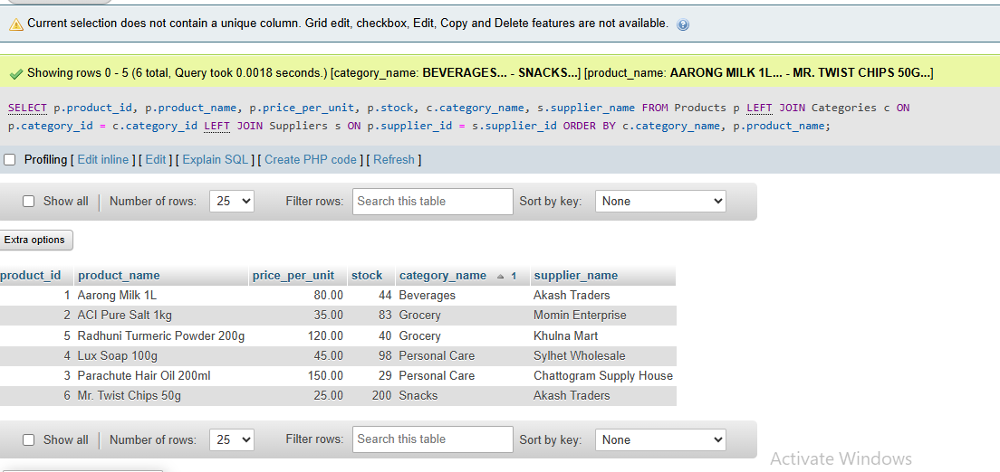 Current selection does not contain a unique column. Grid edit, checkbox, Edit, Copy and Delete features are not available.
Showing rows 0 - 5 (6 total, Query took 0.0018 seconds.) [category_name: BEVERAGES... - SNACKS...] [product_name: AARONG MILK 1L... - MR. TWIST CHIPS 50G...]
SELECT p.product_id, p.product_name, p.price_per_unit, p.stock, c.category_name, s.supplier_name FROM Products p LEFT JOIN Categories c ON
p.category_id = c.category_id LEFT JOIN Suppliers s ON p.supplier_id = s.supplier_id ORDER BY c.category_name, p.product_name;
Profiling [ Edit inline ] [ Edit ] [ Explain SQL ] [ Create PHP code ] [ Refresh ]
Show all Number of rows: 25 Filter rows: Search this table Sort by key: None
Extra options
product_id product_name price_per_unit stock category_name 1 supplier_name
1 Aarong Milk 1L 80.00 44 Beverages Akash Traders
2 ACI Pure Salt 1kg 35.00 83 Grocery Momin Enterprise
5 Radhuni Turmeric Powder 200g 120.00 40 Grocery Khulna Mart
4 Lux Soap 100g 45.00 98 Personal Care Sylhet Wholesale
3 Parachute Hair Oil 200ml 150.00 29 Personal Care Chattogram Supply House
6 Mr. Twist Chips 50g 25.00 200 Snacks Akash Traders
Show all Number of rows: 25 Filter rows: Search this table Sort by key: None
Activate Windows